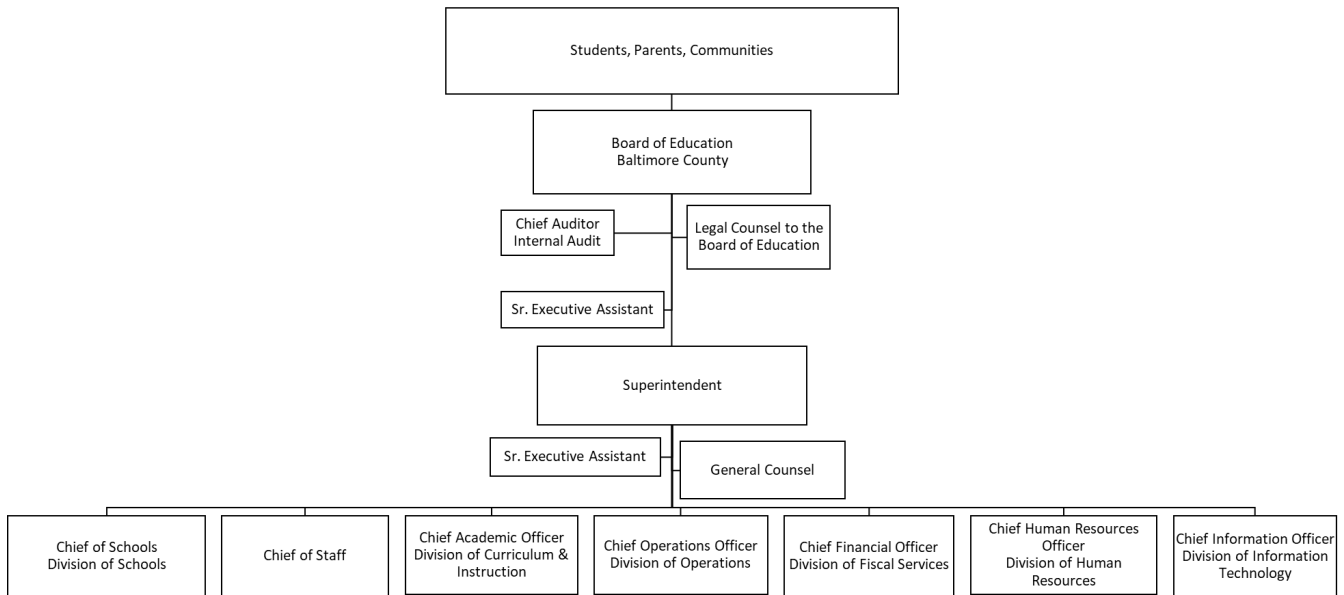 Students, Parents, Communities
Board of Education
Baltimore County
Chief Auditor
Internal Audit
Legal Counsel to the
Board of Education
Sr. Executive Assistant
Superintendent
Sr. Executive Assistant
General Counsel
Chief of Schools
Division of Schools
Chief of Staff
Chief Academic Officer
Division of Curriculum &
Instruction
Chief Operations Officer
Division of Operations
Chief Financial Officer
Division of Fiscal Services
Chief Human Resources
Officer
Division of Human
Resources
Chief Information Officer
Division of Information
Technology